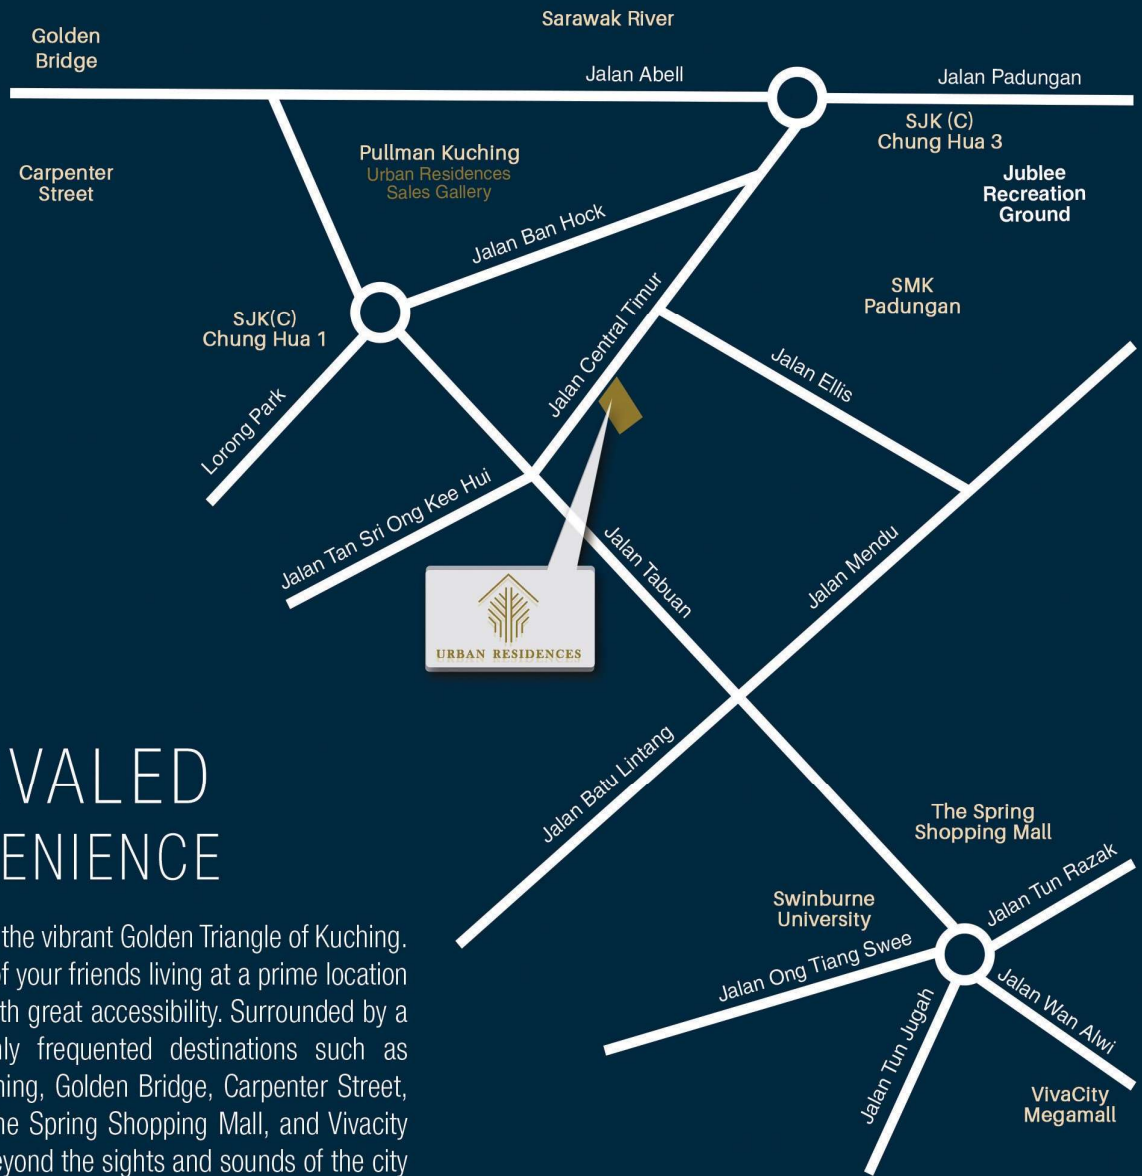 Sarawak River
Golden
Bridge
Jalan Abell
Jalan Padungan
SJK (C)
Chung Hua 3
Pullman Kuching
Urban Residences
Sales Gallery
Carpenter
Street
Jublee
Recreation
Ground
Jalan Ban Hock
SMK
Padungan
SJK(C)
Chung Hua 1
Jalan Central Timur
Jalan Ellis
Lorong Park
Jalan Tan Sri Ong Kee Hui
Jalan Tabuan
Jalan Mendu
URBAN RESIDENCES
Jalan Batu Lintang
VALED
ENIENCE
The Spring
Shopping Mall
Jalan Tun Razak
Swinburne
University
Jalan Ong Tiang Swee
Jalan Wan Alwi
Jalan Tun Jugah
VivaCity
Megamall
the vibrant Golden Triangle of Kuching.
of your friends living at a prime location
th great accessibility. Surrounded by a
ly frequented destinations such as
ing, Golden Bridge, Carpenter Street,
e Spring Shopping Mall, and Vivacity
eyond the sights and sounds of the city